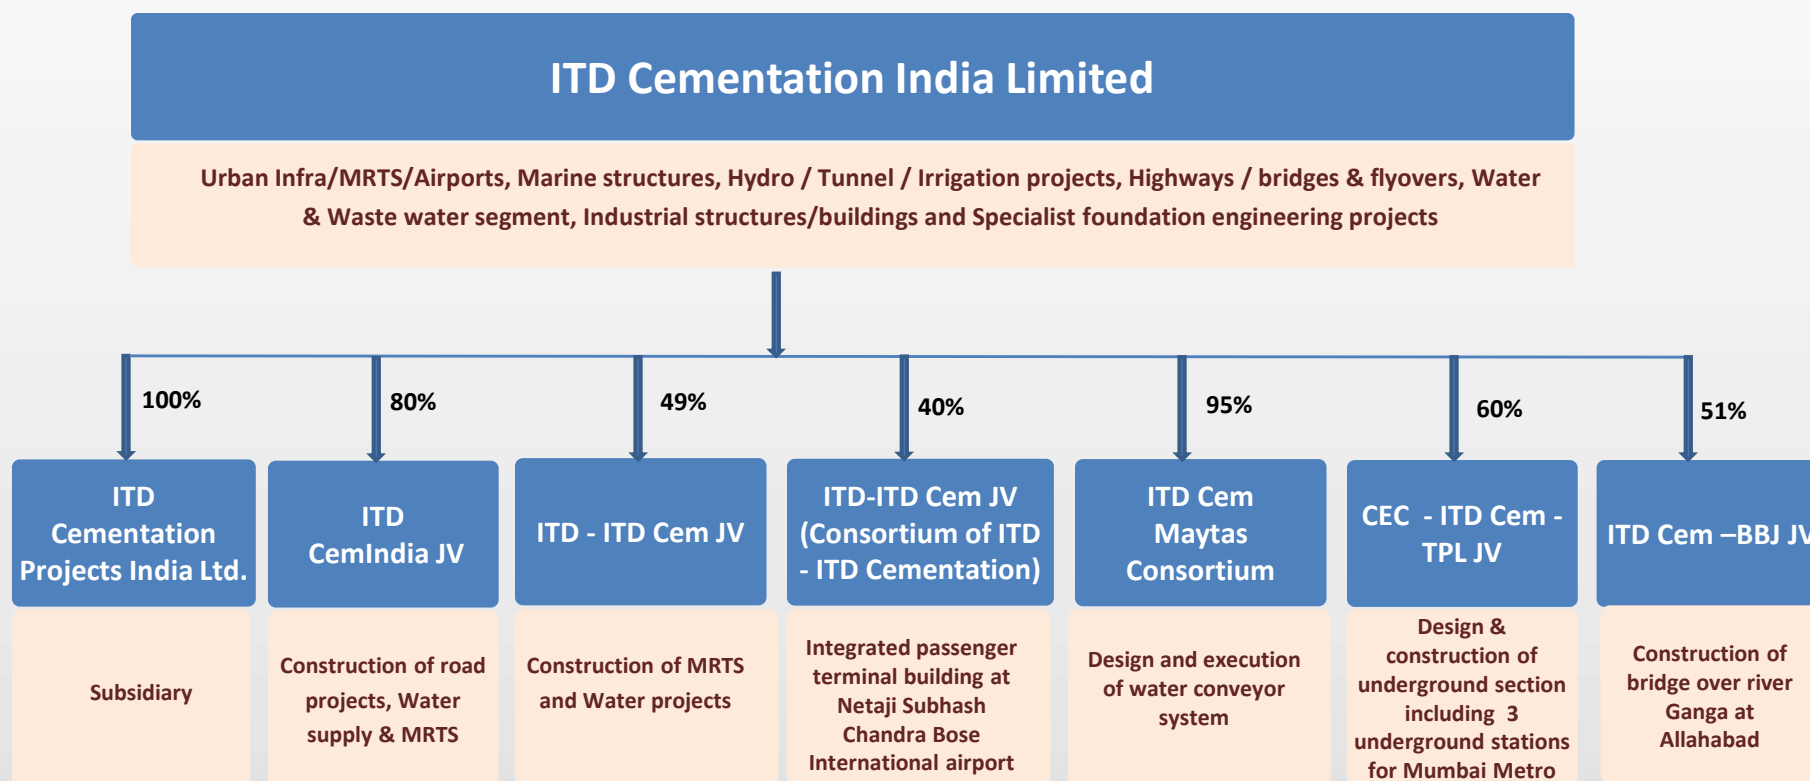 ITD Cementation India Limited
Urban Infra/MRTS/Airports, Marine structures, Hydro / Tunnel / Irrigation projects, Highways / bridges & flyovers, Water
& Waste water segment, Industrial structures/buildings and Specialist foundation engineering projects
100%
80%
49%
40%
95%
60%
51%
ITD
Cementation
Projects India Ltd.
ITD
CemIndia JV
ITD - ITD Cem JV
ITD-ITD Cem JV
(Consortium of ITD
- ITD Cementation)
ITD Cem
Maytas
Consortium
CEC - ITD Cem -
TPL JV
ITD Cem –BBJ JV
Subsidiary
Construction of road
projects, Water
supply & MRTS
Construction of MRTS
and Water projects
Integrated passenger
terminal building at
Netaji Subhash
Chandra Bose
International airport
Design and execution
of water conveyor
system
Design &
construction of
underground section
including 3
underground stations
for Mumbai Metro
Construction of
bridge over river
Ganga at
Allahabad